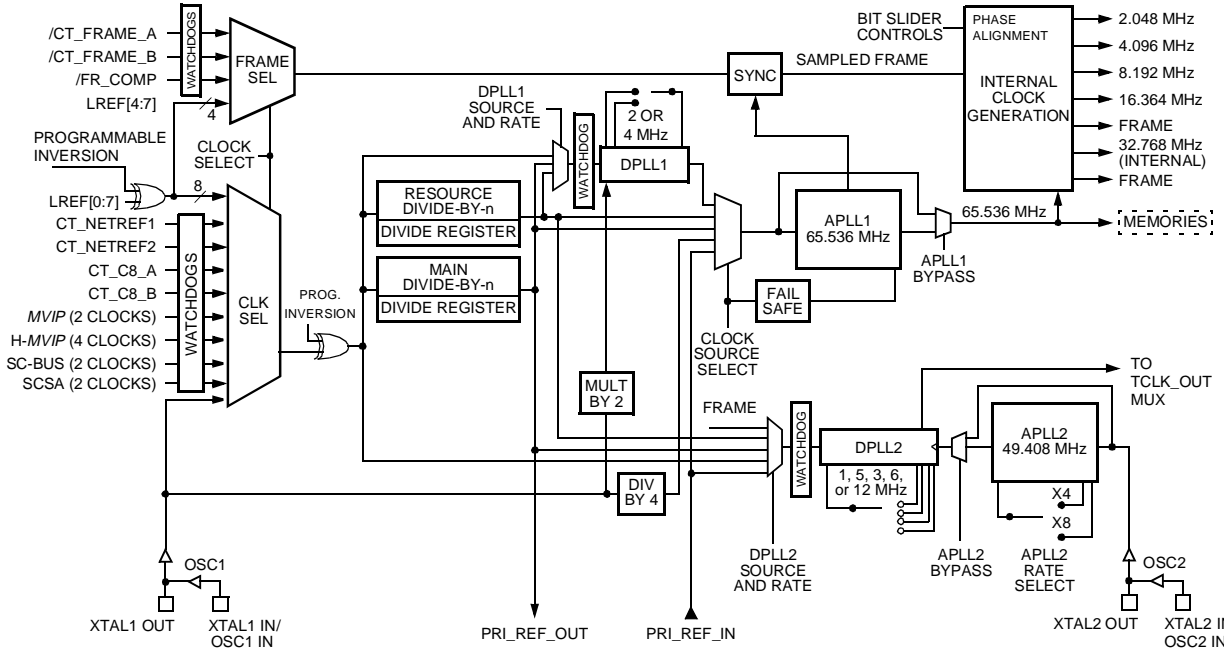 /CT_FRAME_A
/CT_FRAME_B
/FR_COMP
LREF[4:7]
WATCHDOGS
FRAME
SEL
4
PROGRAMMABLE
INVERSION
CLOCK
SELECT
LREF[0:7]
8
CT_NETREF1
CT_NETREF2
CT_C8_A
CT_C8_B
MVIP (2 CLOCKS)
H-MVIP (4 CLOCKS)
SC-BUS (2 CLOCKS)
SCSA (2 CLOCKS)
WATCHDOGS
CLK
SEL
PROG.
INVERSION
RESOURCE
DIVIDE-BY-n
DIVIDE REGISTER
MAIN
DIVIDE-BY-n
DIVIDE REGISTER
DPLL1
SOURCE
AND RATE
WATCHDOG
2 OR
4 MHz
DPLL1
SYNC
SAMPLED FRAME
BIT SLIDER
CONTROLS
PHASE
ALIGNMENT
INTERNAL
CLOCK
GENERATION
2.048 MHz
4.096 MHz
8.192 MHz
16.364 MHz
FRAME
32.768 MHz
(INTERNAL)
FRAME
APLL1
65.536 MHz
65.536 MHz
MEMORIES
APLL1
BYPASS
FAIL
SAFE
CLOCK
SOURCE
SELECT
MULT
BY 2
DIV
BY 4
FRAME
WATCHDOG
DPLL2
1, 5, 3, 6,
or 12 MHz
TO
TCLK_OUT
MUX
APLL2
49.408 MHz
X4
X8
DPLL2
SOURCE
AND RATE
APLL2
BYPASS
APLL2
RATE
SELECT
OSC1
XTAL1 OUT
XTAL1 IN/
OSC1 IN
PRI_REF_OUT
PRI_REF_IN
OSC2
XTAL2 OUT
XTAL2 IN
OSC2 IN